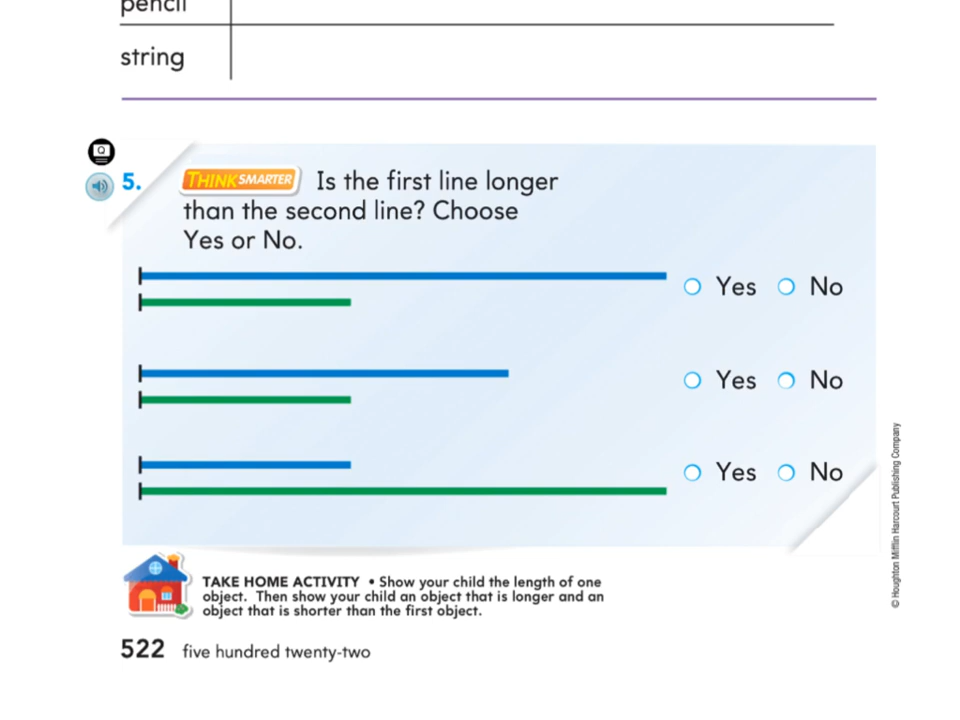 pencil
string
5. THINK SMARTER Is the first line longer
than the second line? Choose
Yes or No.
Yes No
Yes No
Yes No
© Houghton Mifflin Harcourt Publishing Company
TAKE HOME ACTIVITY • Show your child the length of one
object. Then show your child an object that is longer and an
object that is shorter than the first object.
522 five hundred twenty-two